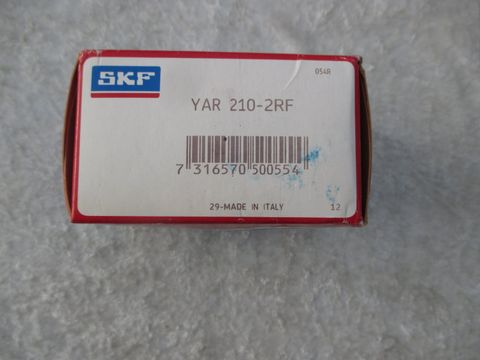 054R
SKF
YAR 210-2RF
7 316570 500554
29-MADE IN ITALY
12